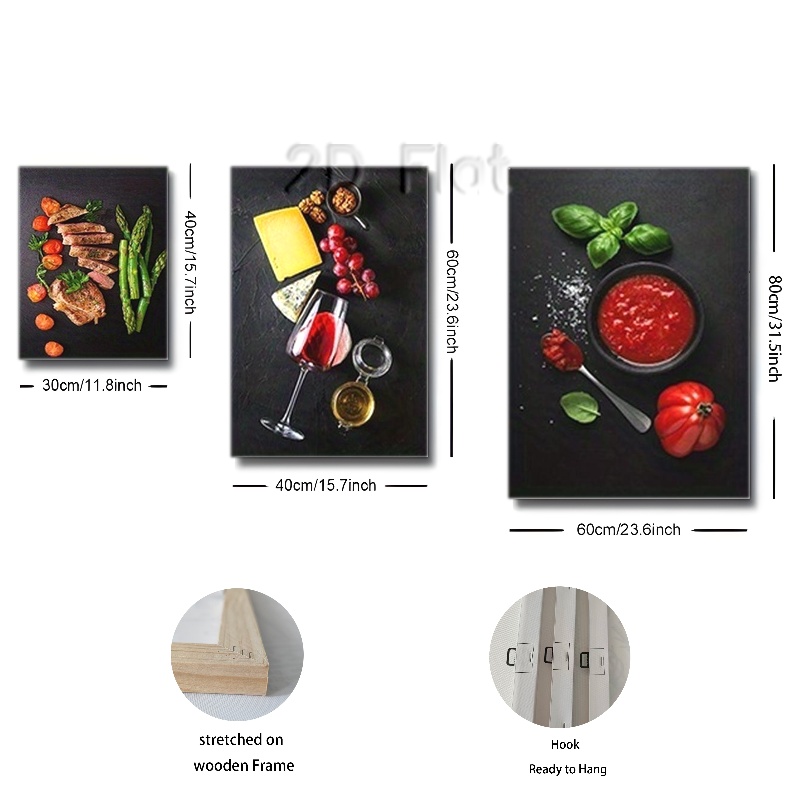 2D Flat
40cm/15.7inch
30cm/11.8inch
60cm/23.6inch
40cm/15.7inch
80cm/31.5inch
60cm/23.6inch
stretched on
wooden Frame
Hook
Ready to Hang